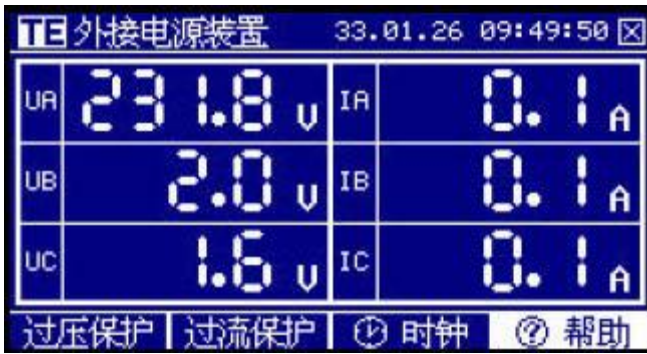 TE 外接电源装置 33.01.26 09:49:50
UA 231.8 V IA 0.1 A
UB 2.0 V IB 0.1 A
UC 1.6 V IC 0.1 A
过压保护 过流保护 时钟 ? 帮助